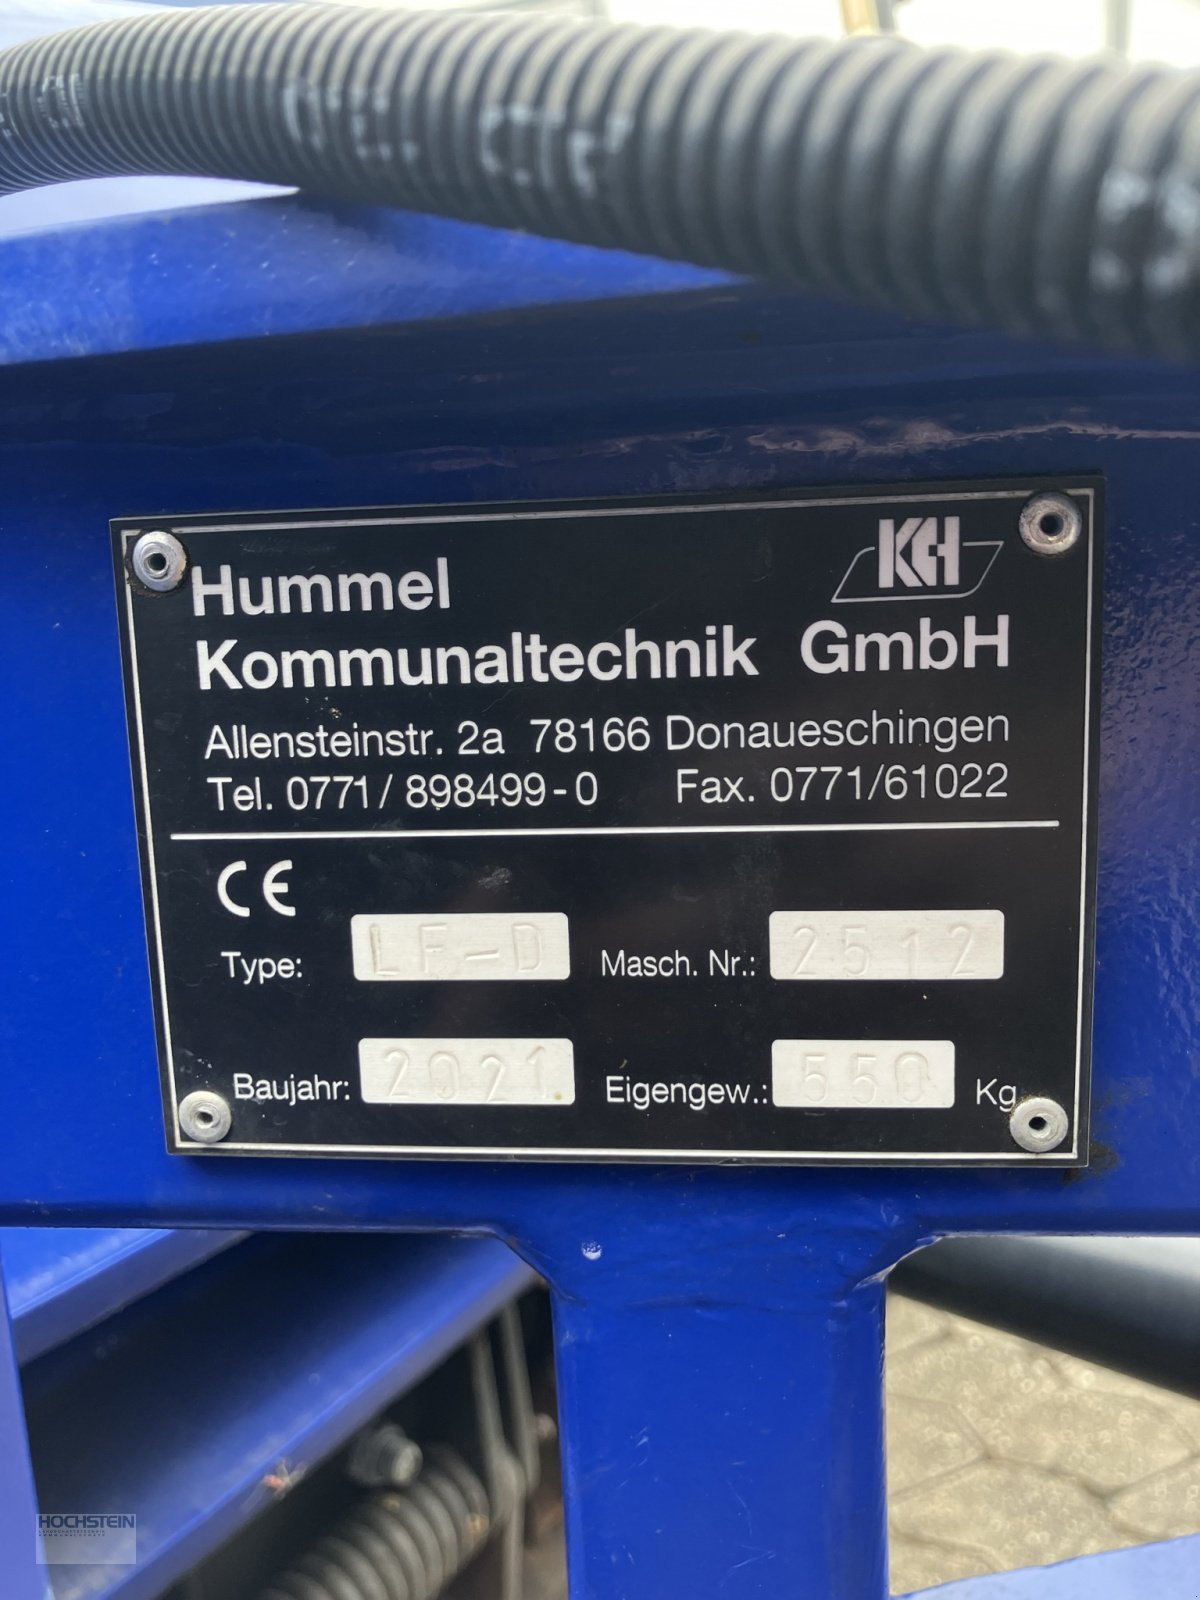 KH
Hummel
Kommunaltechnik GmbH
Allensteinstr. 2a 78166 Donaueschingen
Tel. 0771/898499-0 Fax. 0771/61022
CE
Type: LF-D Masch. Nr.: 2512
Baujahr: 2021 Eigengew.: 550 Kg
HOCHSTEIN